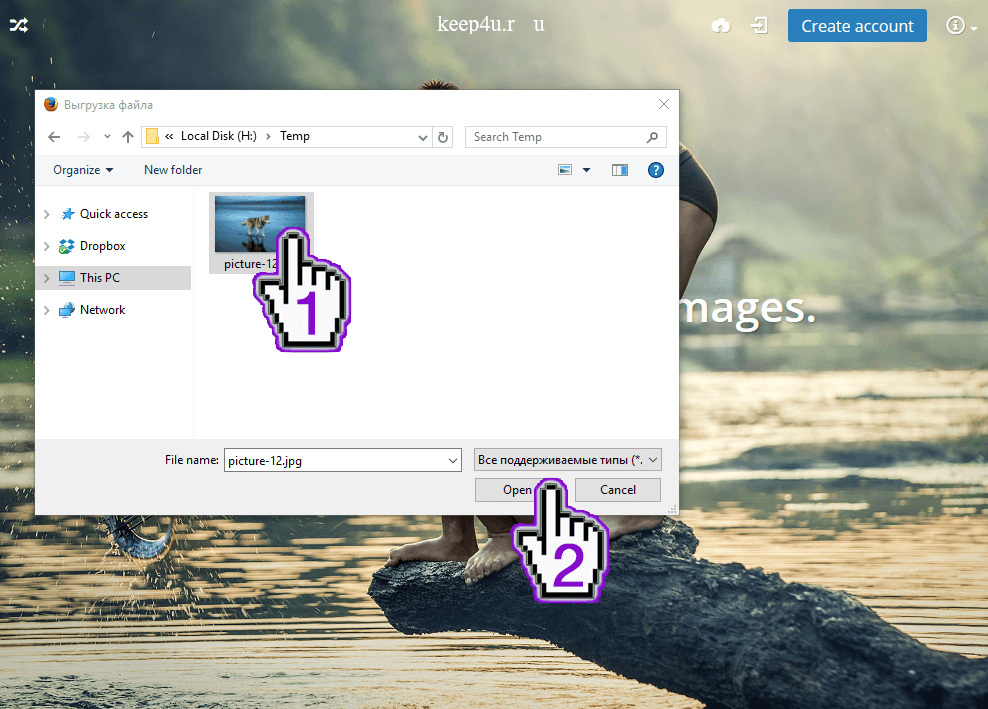 keep4u.r u
Create account
Выгрузка файла
« Local Disk (H:) › Temp
Search Temp
Organize
New folder
?
Quick access
Dropbox
This PC
Network
picture-12
1
mages.
File name:
picture-12.jpg
Все поддерживаемые типы (*.
Open
Cancel
2